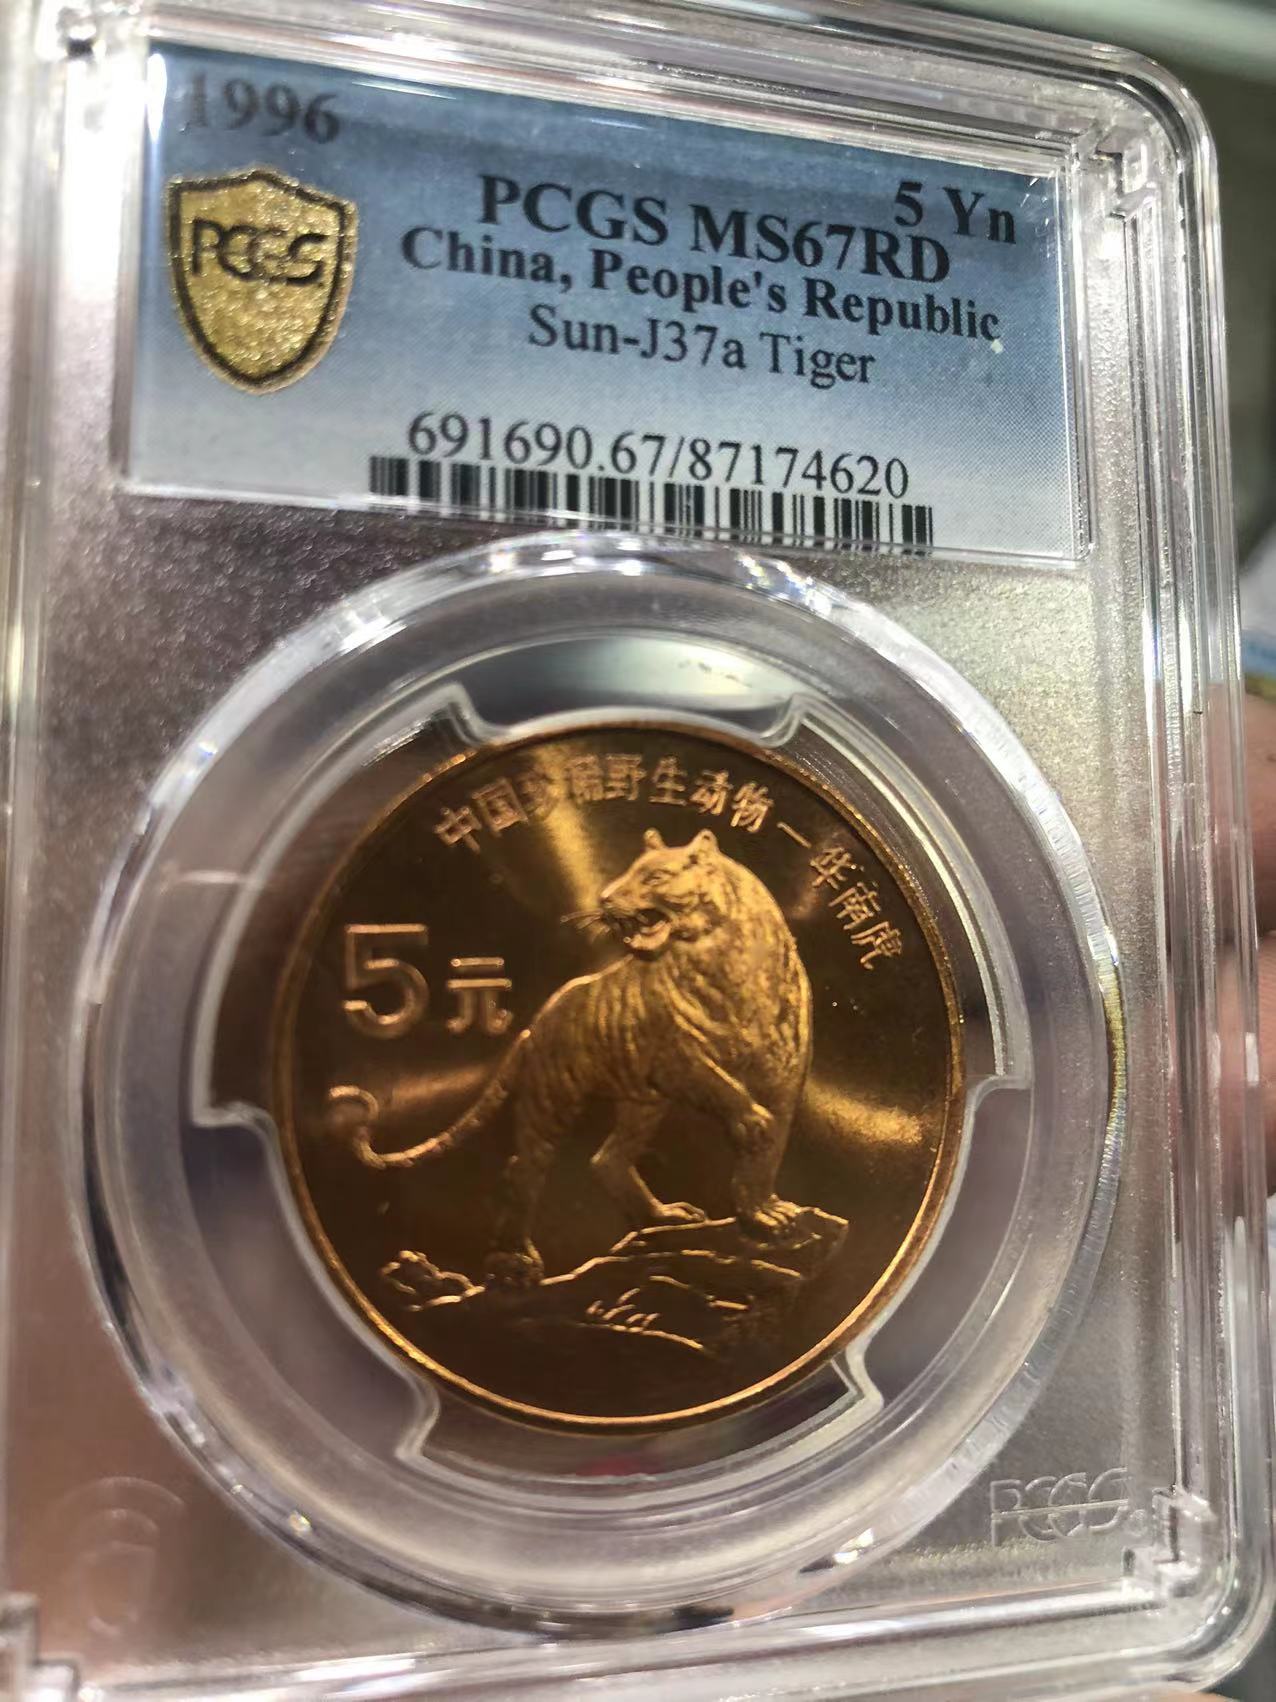 1996
5 Yn
PCGS
PCGS MS67RD
China, People's Republic
Sun-J37a Tiger
691690.67/87174620
中国珍稀野生动物一华南虎
5元
PCGS